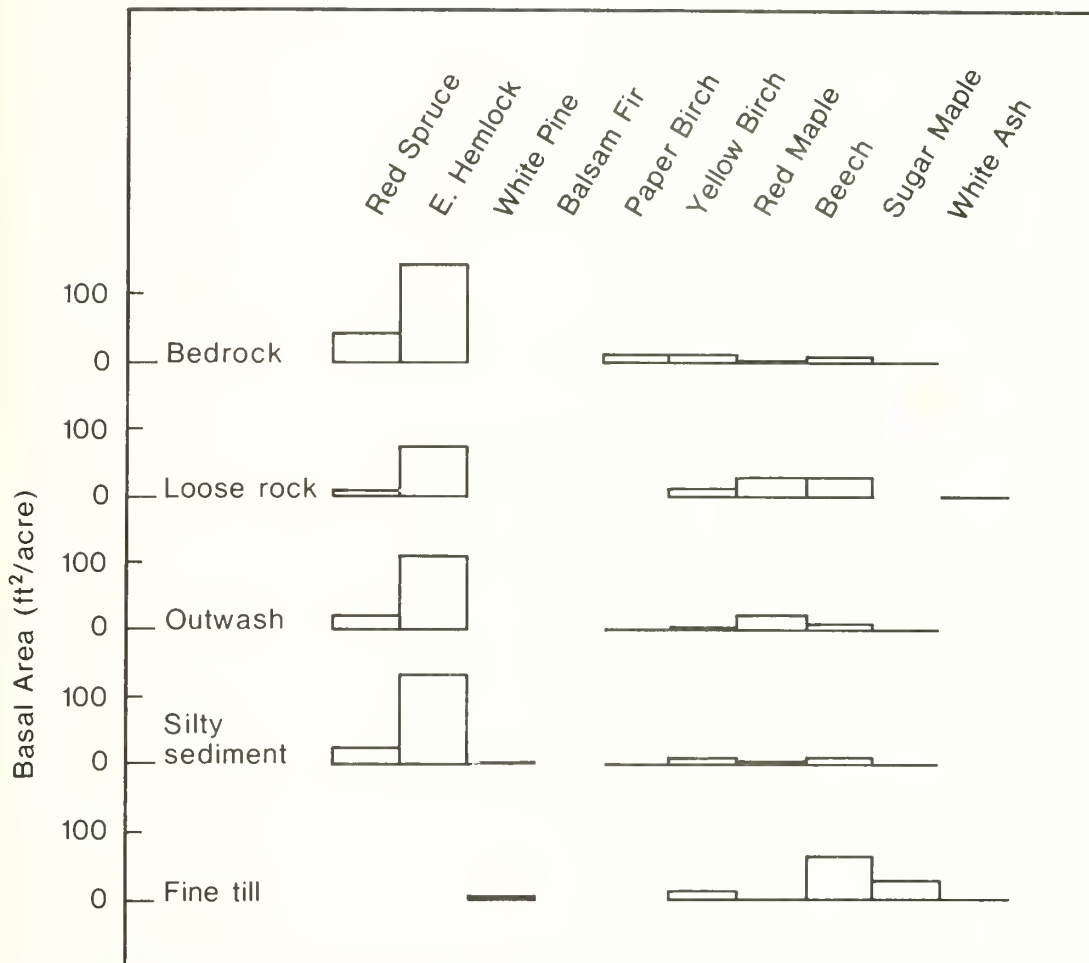 Red Spruce
E. Hemlock
White Pine
Balsam Fir
Paper Birch
Yellow Birch
Red Maple
Beech
Sugar Maple
White Ash
Basal Area (ft²/acre)
100
0
Bedrock
100
0
Loose rock
100
0
Outwash
100
0
Silty
sediment
100
0
Fine till